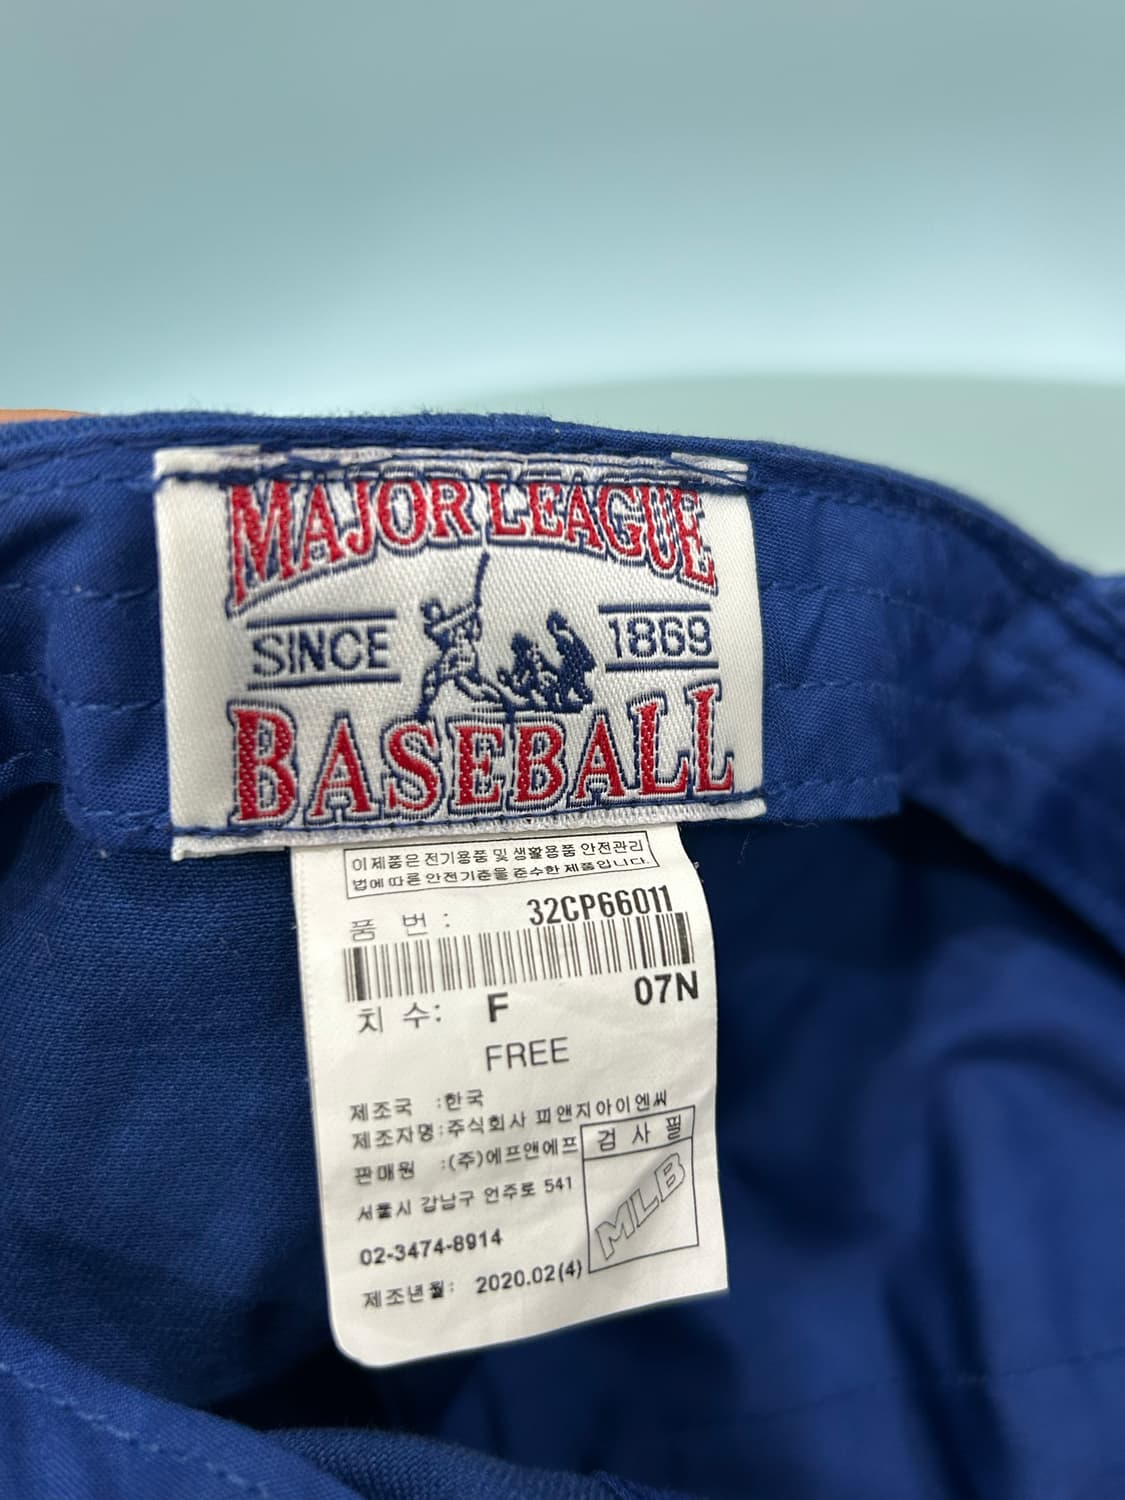 MAJOR LEAGUE
SINCE 1869
BASEBALL
이 제품은 전기용품 및 생활용품 안전관리
법에 따른 안전기준을 준수한 제품입니다.
품 번 : 32CP66011
치 수: F 07N
FREE
제조국 :한국
제조자명:주식회사 피앤지아이엔씨
판매원 :(주)에프앤에프
검 사 필
서울시 강남구 언주로 541
MLB
02-3474-8914
제조년월: 2020.02(4)